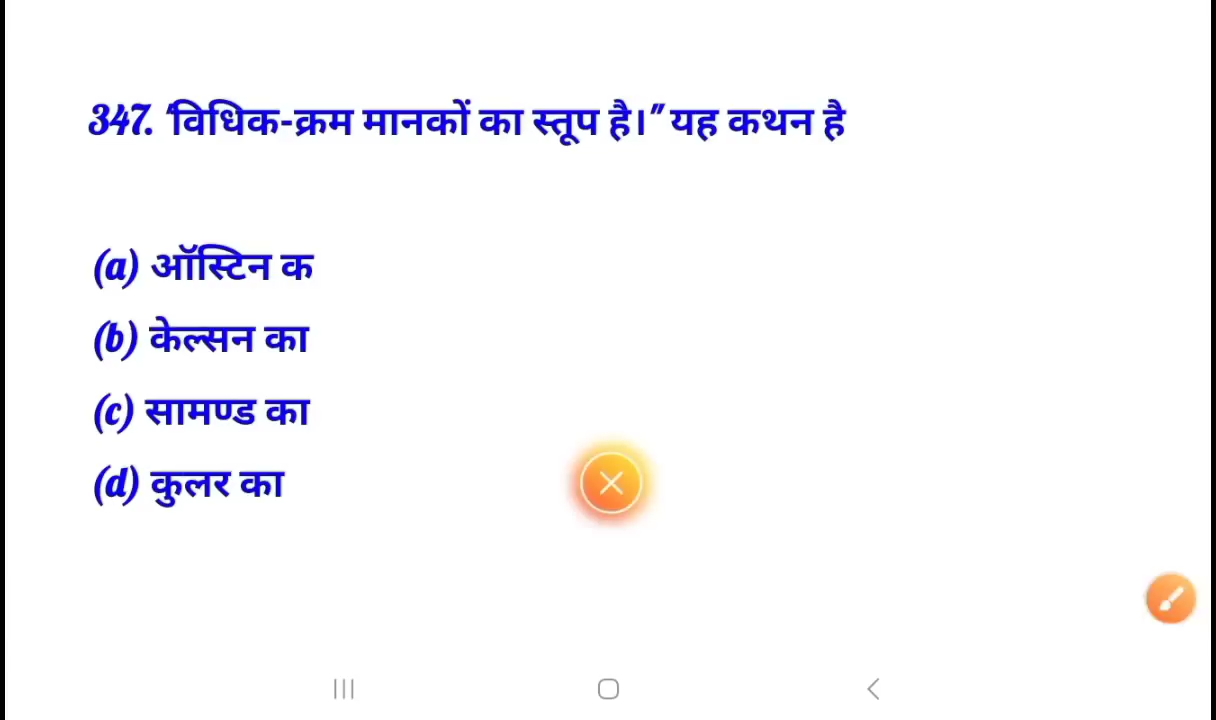 347. "विधिक-क्रम मानकों का स्तूप है।" यह कथन है
(a) ऑस्टिन क
(b) केल्सन का
(c) सामण्ड का
(d) कुलर का